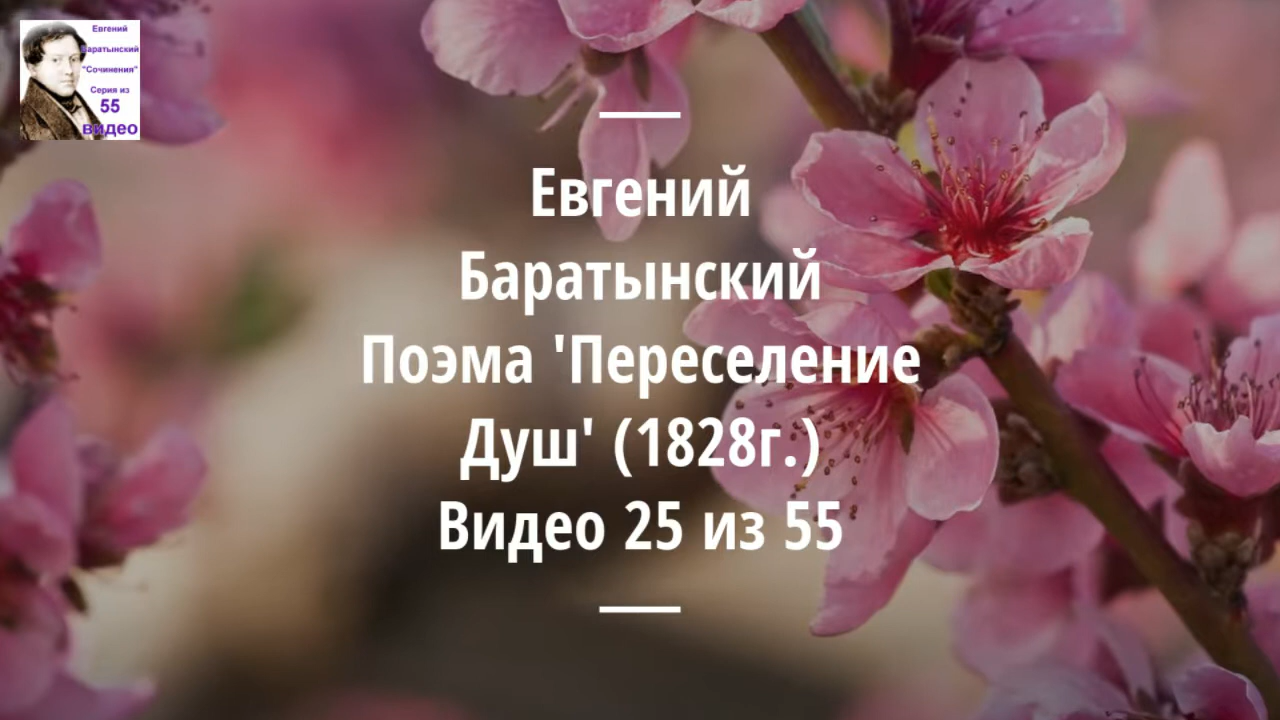 Евгений
Баратынский
"Сочинения"
Серия из
55
видео
Евгений
Баратынский
Поэма 'Переселение
Душ' (1828г.)
Видео 25 из 55